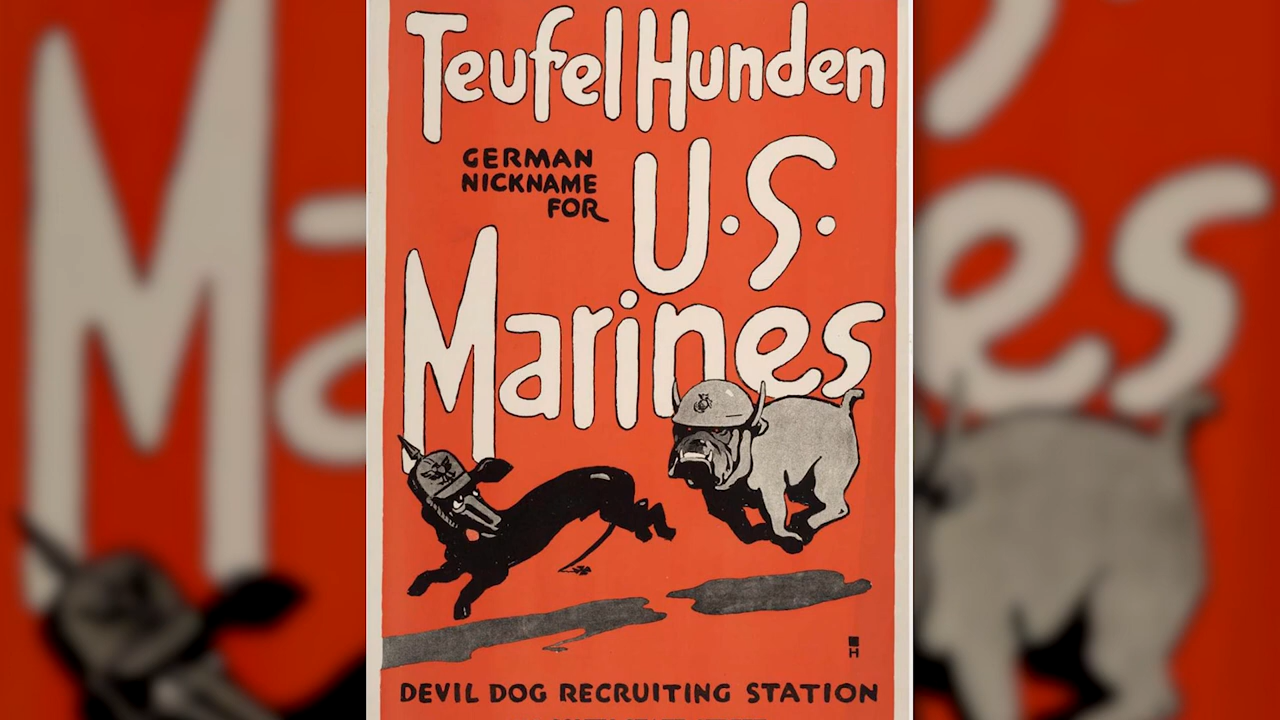 Teufel Hunden
GERMAN
NICKNAME
FOR
U.S.
Marines
H
DEVIL DOG RECRUITING STATION